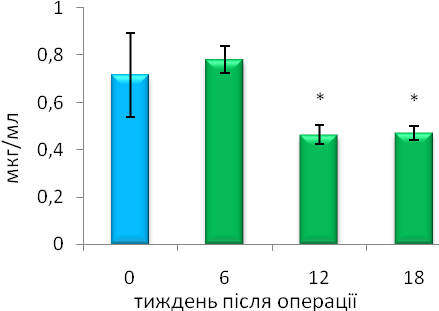 мкг/мл
1
0,8
0,6
0,4
0,2
0
* *
0 6 12 18
тиждень після операції